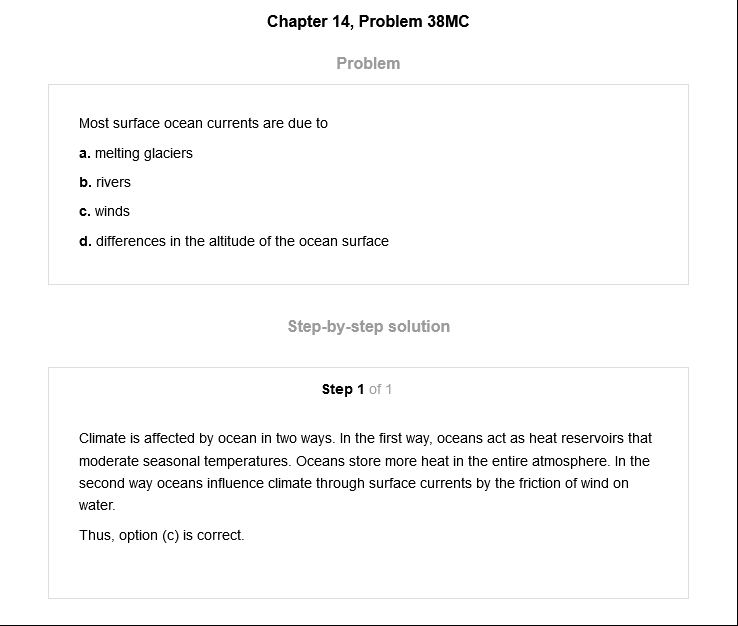 Chapter 14, Problem 38MC
Problem
Most surface ocean currents are due to
a. melting glaciers
b. rivers
c. winds
d. differences in the altitude of the ocean surface
Step-by-step solution
Step 1 of 1
Climate is affected by ocean in two ways. In the first way, oceans act as heat reservoirs that
moderate seasonal temperatures. Oceans store more heat in the entire atmosphere. In the
second way oceans influence climate through surface currents by the friction of wind on
water.
Thus, option (c) is correct.